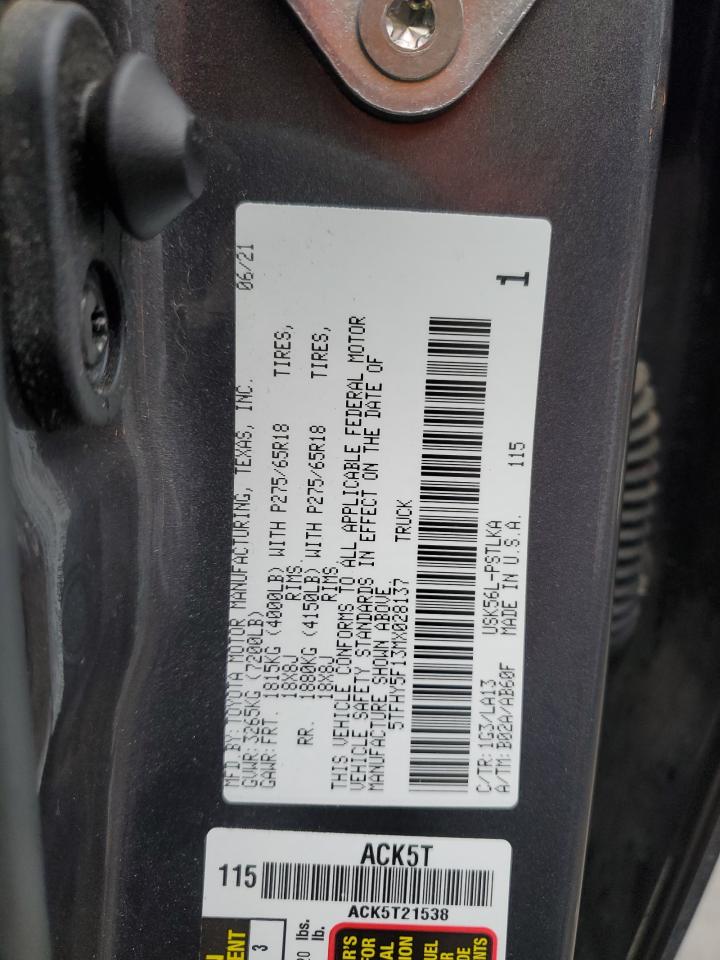 MFD BY: TOYOTA MOTOR MANUFACTURING, TEXAS, INC. 06/21
GVWR: 3265KG (7200LB)
GAWR: FRT. 1815KG (4000LB) WITH P275/65R18 TIRES,
18X8J RIMS,
RR. 1880KG (4150LB) WITH P275/65R18 TIRES,
18X8J RIMS
THIS VEHICLE CONFORMS TO ALL APPLICABLE FEDERAL MOTOR
VEHICLE SAFETY STANDARDS IN EFFECT ON THE DATE OF
MANUFACTURE SHOWN ABOVE.
5TFHY5F13MX028137 TRUCK
C/TR: 1G3/LA13 USK56L-PSTLKA 115
A/TM: B02A/AB60F MADE IN U.S.A.
1
ACK5T
115
ACK5T21538
3
lbs.
lb.